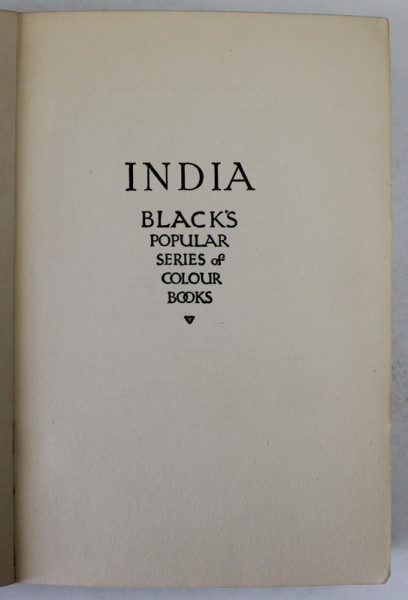 INDIA
BLACK'S
POPULAR
SERIES of
COLOUR
BOOKS